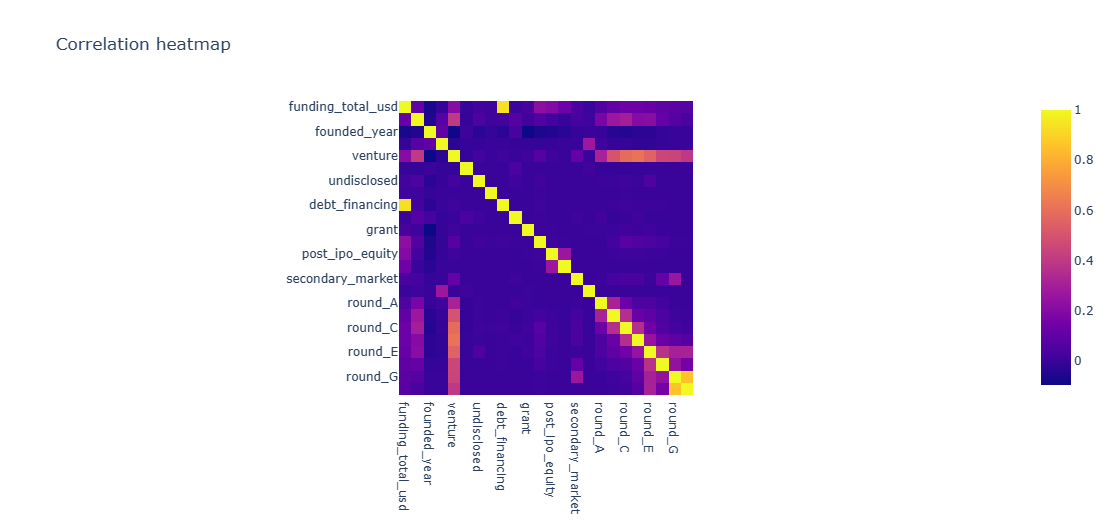 Correlation heatmap
funding_total_usd
founded_year
venture
undisclosed
debt_financing
grant
post_ipo_equity
secondary_market
round_A
round_C
round_E
round_G
funding_total_usd
founded_year
venture
undisclosed
debt_financing
grant
post_ipo_equity
secondary_market
round_A
round_C
round_E
round_G
1
0.8
0.6
0.4
0.2
0